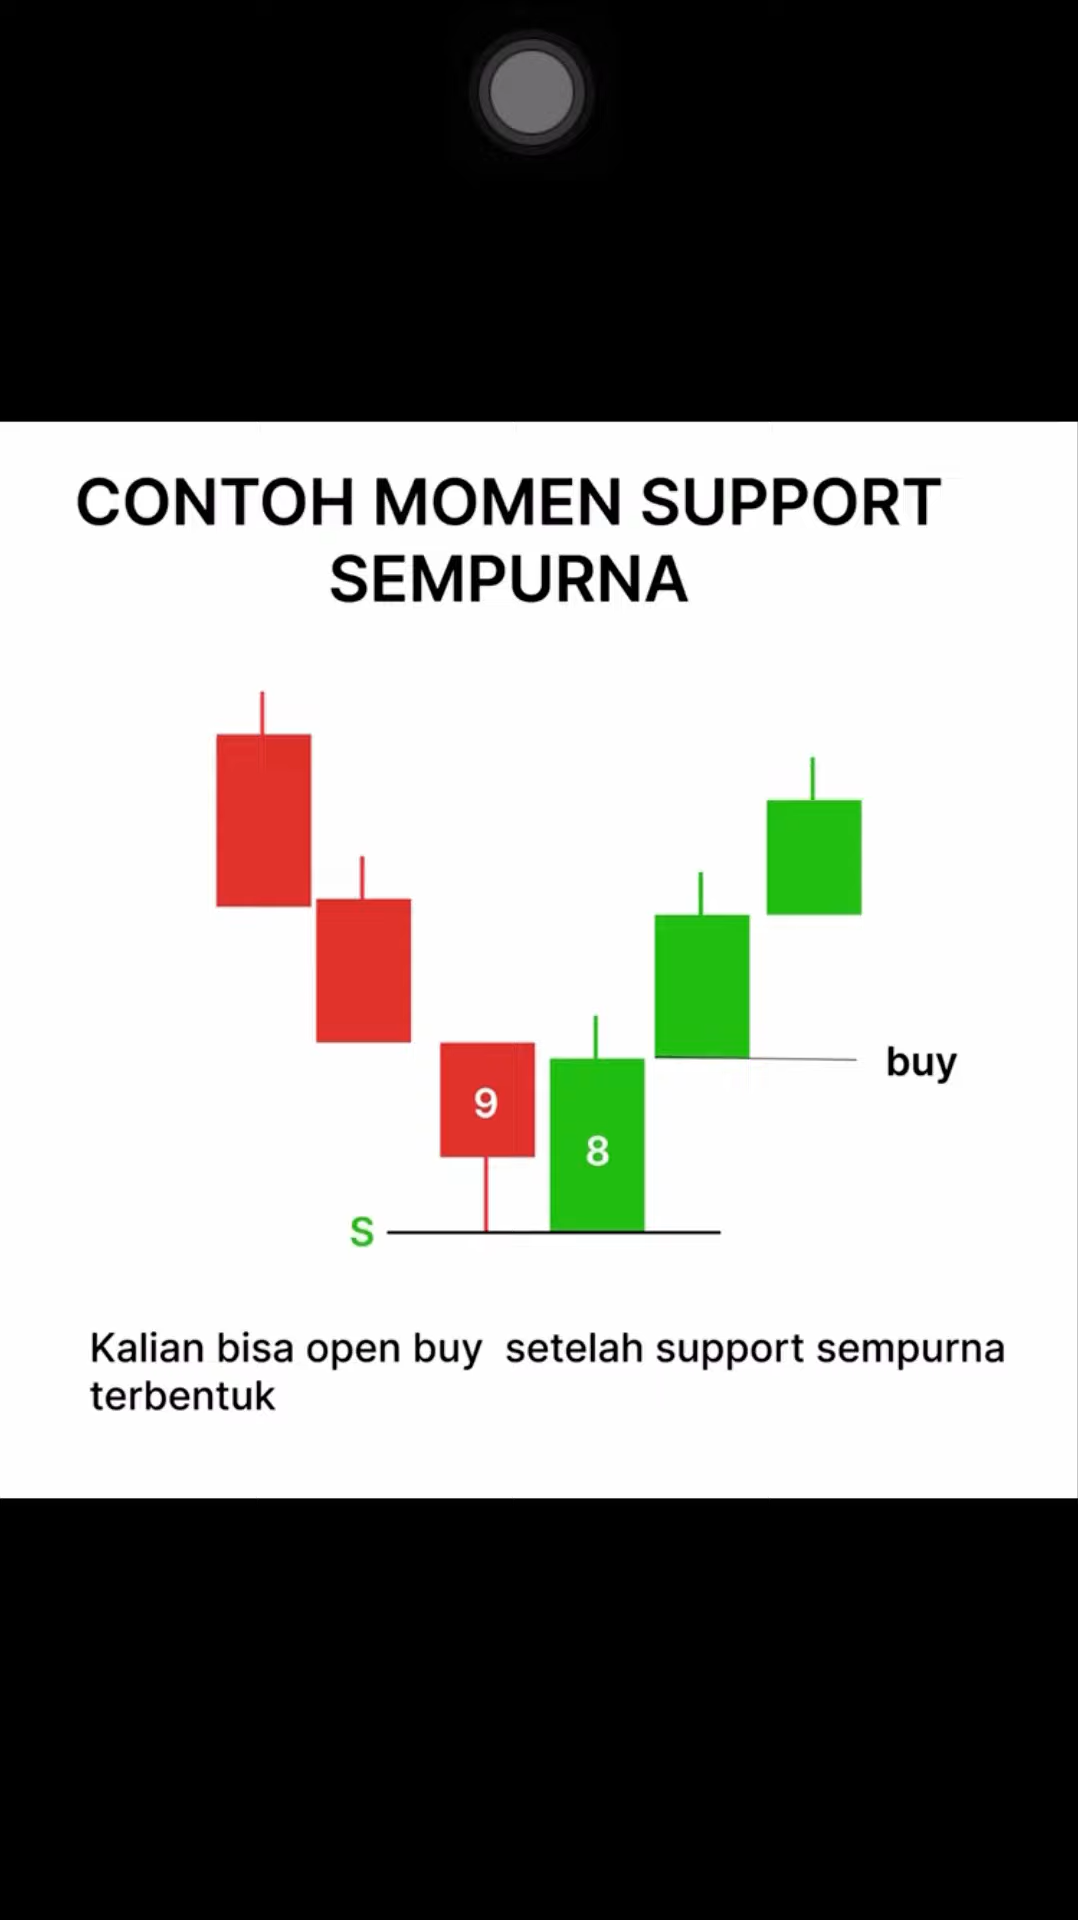 CONTOH MOMEN SUPPORT
SEMPURNA
9
8
buy
S
Kalian bisa open buy  setelah support sempurna
terbentuk